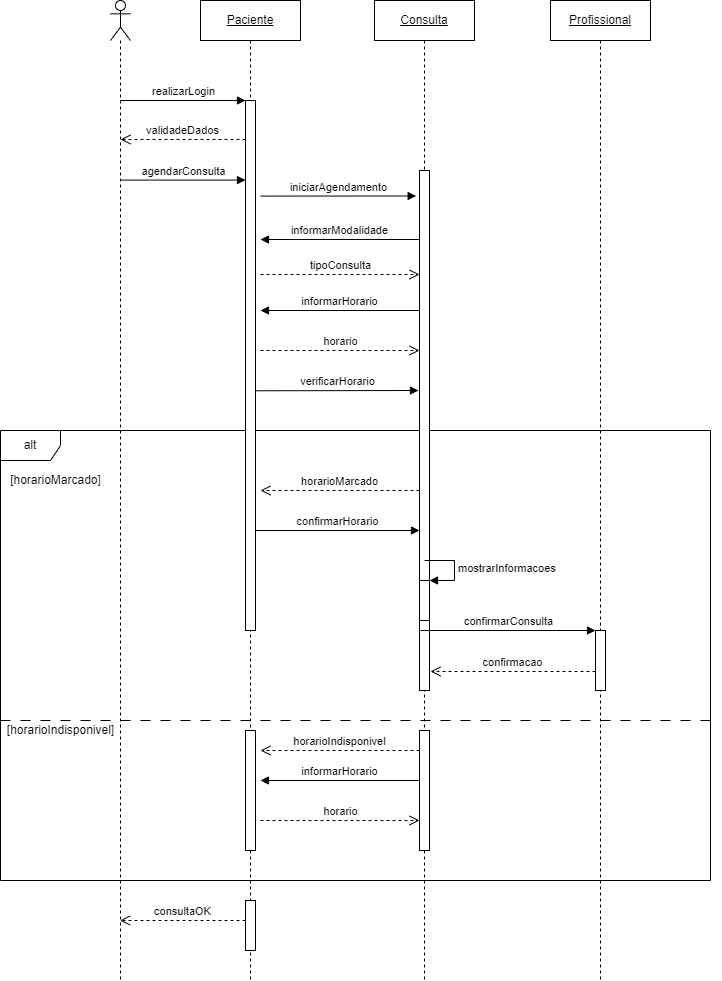 Paciente
Consulta
Profissional
realizarLogin
validadeDados
agendarConsulta
iniciarAgendamento
informarModalidade
tipoConsulta
informarHorario
horario
verificarHorario
alt
[horarioMarcado]
horarioMarcado
confirmarHorario
mostrarInformacoes
confirmarConsulta
confirmacao
[horarioIndisponivel]
horarioIndisponivel
informarHorario
horario
consultaOK